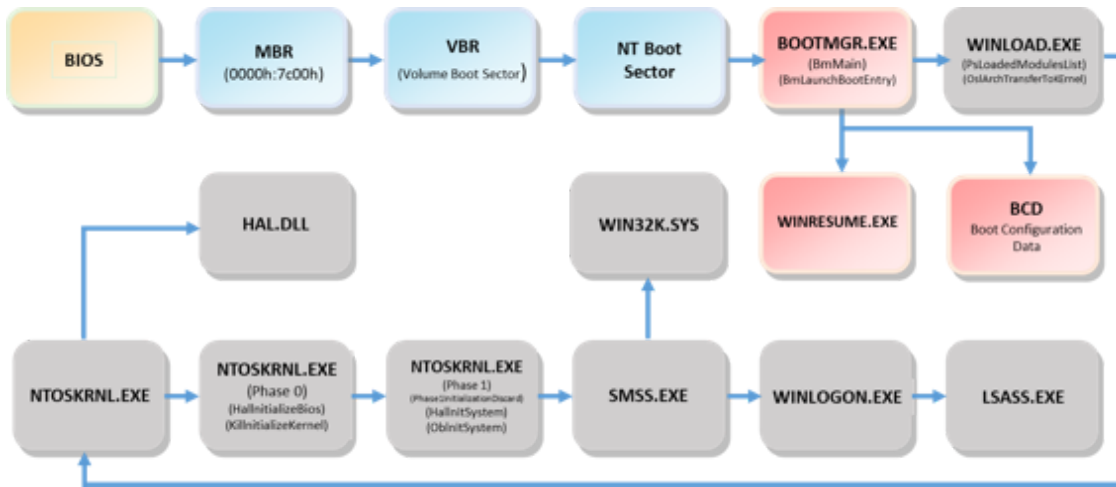 BIOS
MBR
(0000h:7c00h)
VBR
(Volume Boot Sector)
NT Boot
Sector
BOOTMGR.EXE
(BmMain)
(BmLaunchBootEntry)
WINLOAD.EXE
(PsLoadedModulesList)
(OslArchTransferToKErnel)
HAL.DLL
WIN32K.SYS
WINRESUME.EXE
BCD
Boot Configuration
Data
NTOSKRNL.EXE
NTOSKRNL.EXE
(Phase 0)
(HalInitializeBios)
(KiIInitializeKernel)
NTOSKRNL.EXE
(Phase 1)
(Phase1InitializationDiscard)
(HalInitSystem)
(ObInitSystem)
SMSS.EXE
WINLOGON.EXE
LSASS.EXE